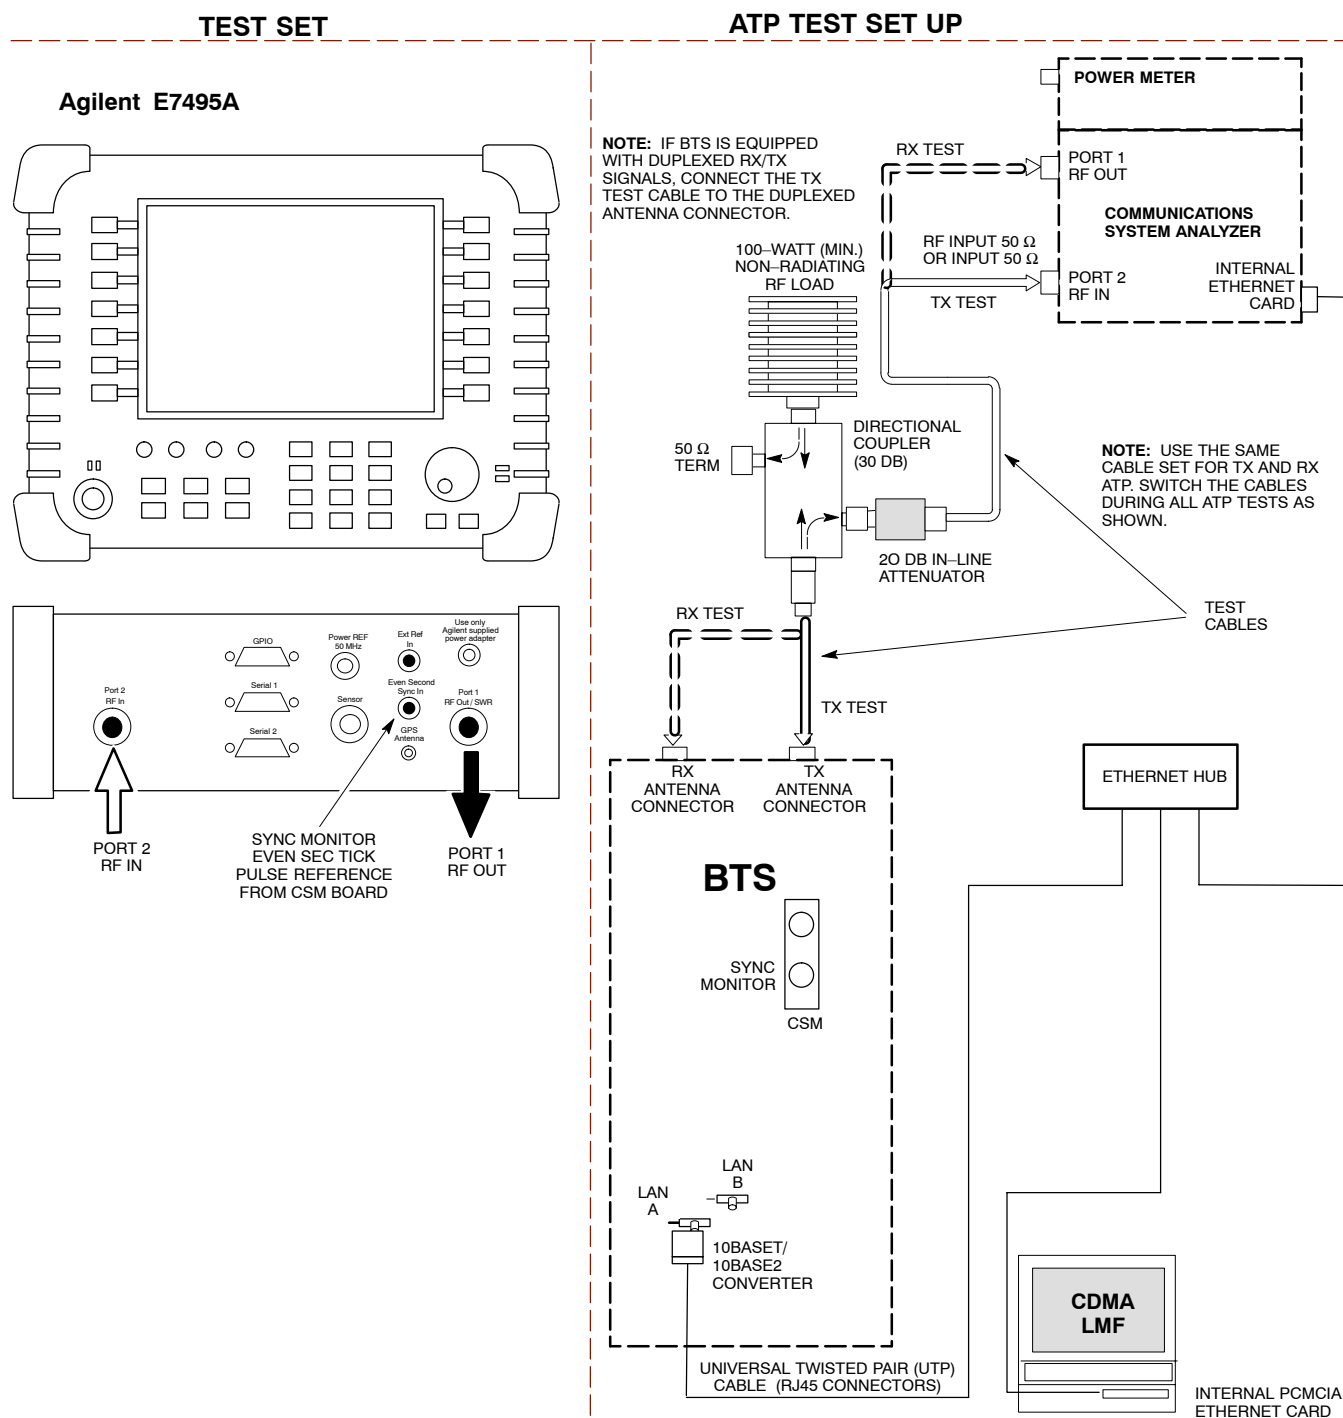 TEST SET
ATP TEST SET UP
Agilent E7495A
GPIO
Serial 1
Serial 2
Power REF
50 MHz
Sensor
Ext Ref
In
Even Second
Sync In
GPS
Antenna
Use only
Agilent supplied
power adapter
Port 1
RF Out / SWR
Port 2
RF In
PORT 2
RF IN
SYNC MONITOR
EVEN SEC TICK
PULSE REFERENCE
FROM CSM BOARD
PORT 1
RF OUT
NOTE: IF BTS IS EQUIPPED
WITH DUPLEXED RX/TX
SIGNALS, CONNECT THE TX
TEST CABLE TO THE DUPLEXED
ANTENNA CONNECTOR.
POWER METER
RX TEST
PORT 1
RF OUT
COMMUNICATIONS
SYSTEM ANALYZER
RF INPUT 50 Ω
OR INPUT 50 Ω
TX TEST
PORT 2
RF IN
INTERNAL
ETHERNET
CARD
100–WATT (MIN.)
NON–RADIATING
RF LOAD
50 Ω
TERM
DIRECTIONAL
COUPLER
(30 DB)
2O DB IN–LINE
ATTENUATOR
NOTE: USE THE SAME
CABLE SET FOR TX AND RX
ATP. SWITCH THE CABLES
DURING ALL ATP TESTS AS
SHOWN.
TEST
CABLES
RX TEST
TX TEST
RX
ANTENNA
CONNECTOR
TX
ANTENNA
CONNECTOR
BTS
SYNC
MONITOR
CSM
ETHERNET HUB
LAN
B
LAN
A
10BASET/
10BASE2
CONVERTER
UNIVERSAL TWISTED PAIR (UTP)
CABLE (RJ45 CONNECTORS)
CDMA
LMF
INTERNAL PCMCIA
ETHERNET CARD